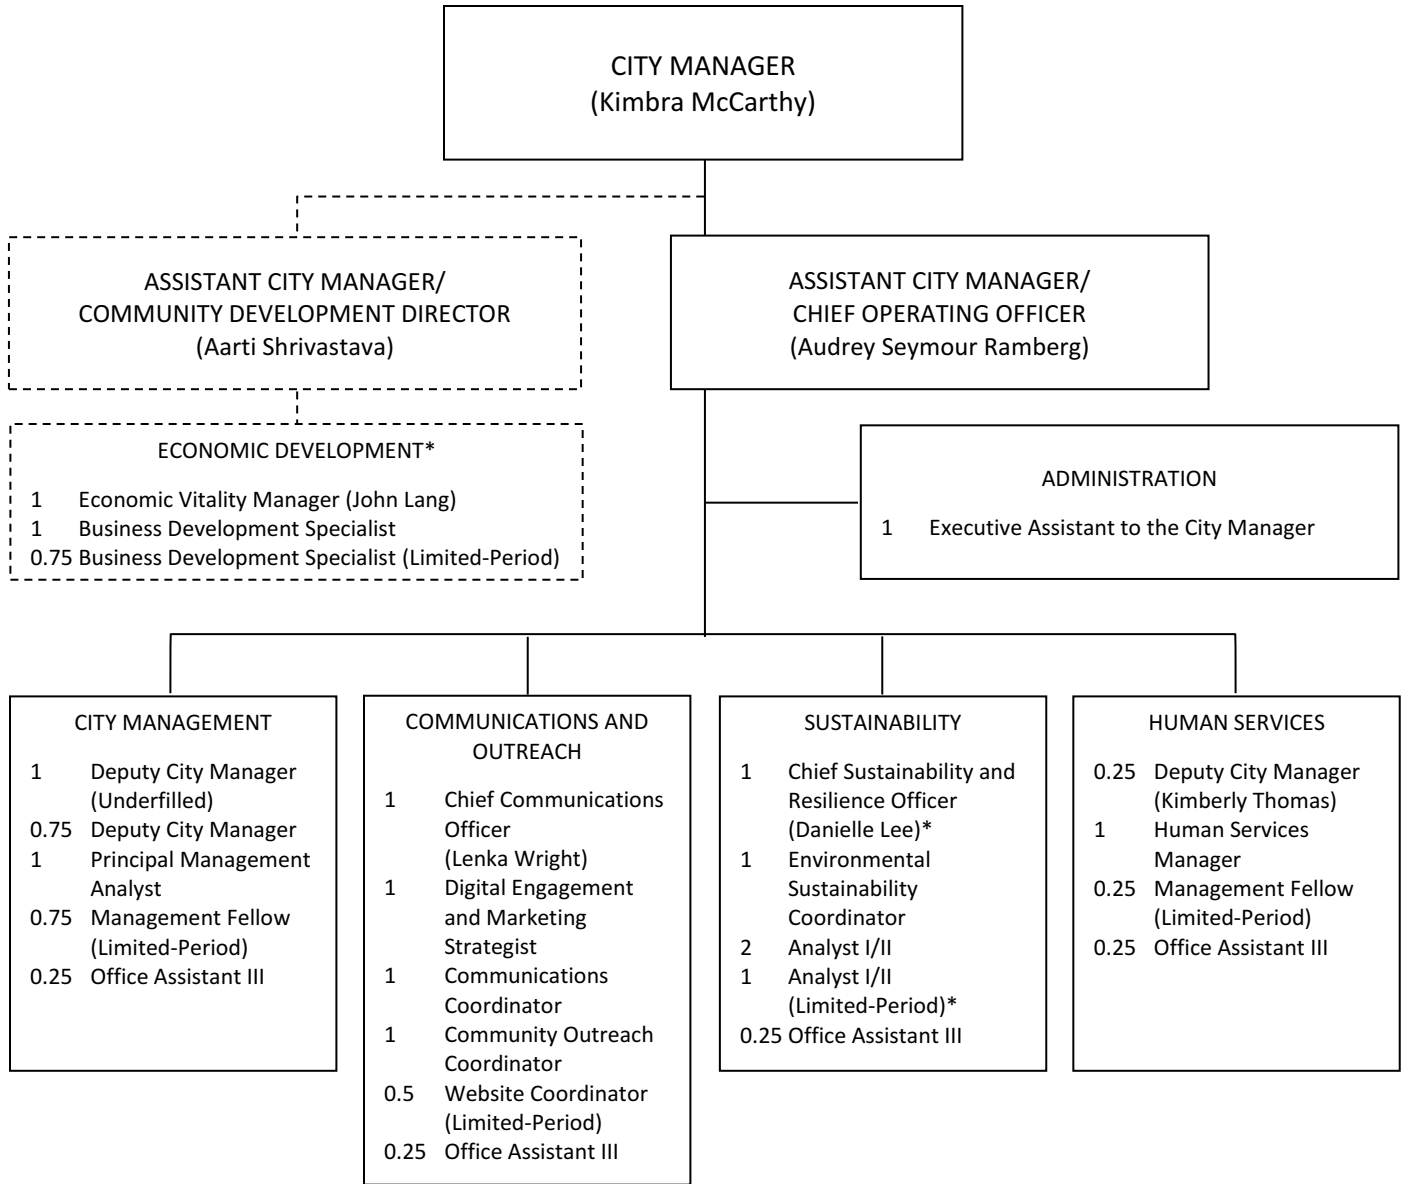 CITY MANAGER
(Kimbra McCarthy)
ASSISTANT CITY MANAGER/
COMMUNITY DEVELOPMENT DIRECTOR
(Aarti Shrivastava)
ASSISTANT CITY MANAGER/
CHIEF OPERATING OFFICER
(Audrey Seymour Ramberg)
ECONOMIC DEVELOPMENT*
1 Economic Vitality Manager (John Lang)
1 Business Development Specialist
0.75 Business Development Specialist (Limited-Period)
ADMINISTRATION
1 Executive Assistant to the City Manager
CITY MANAGEMENT
1 Deputy City Manager
(Underfilled)
0.75 Deputy City Manager
1 Principal Management
Analyst
0.75 Management Fellow
(Limited-Period)
0.25 Office Assistant III
COMMUNICATIONS AND
OUTREACH
1 Chief Communications
Officer
(Lenka Wright)
1 Digital Engagement
and Marketing
Strategist
1 Communications
Coordinator
1 Community Outreach
Coordinator
0.5 Website Coordinator
(Limited-Period)
0.25 Office Assistant III
SUSTAINABILITY
1 Chief Sustainability and
Resilience Officer
(Danielle Lee)*
1 Environmental
Sustainability
Coordinator
2 Analyst I/II
1 Analyst I/II
(Limited-Period)*
0.25 Office Assistant III
HUMAN SERVICES
0.25 Deputy City Manager
(Kimberly Thomas)
1 Human Services
Manager
0.25 Management Fellow
(Limited-Period)
0.25 Office Assistant III